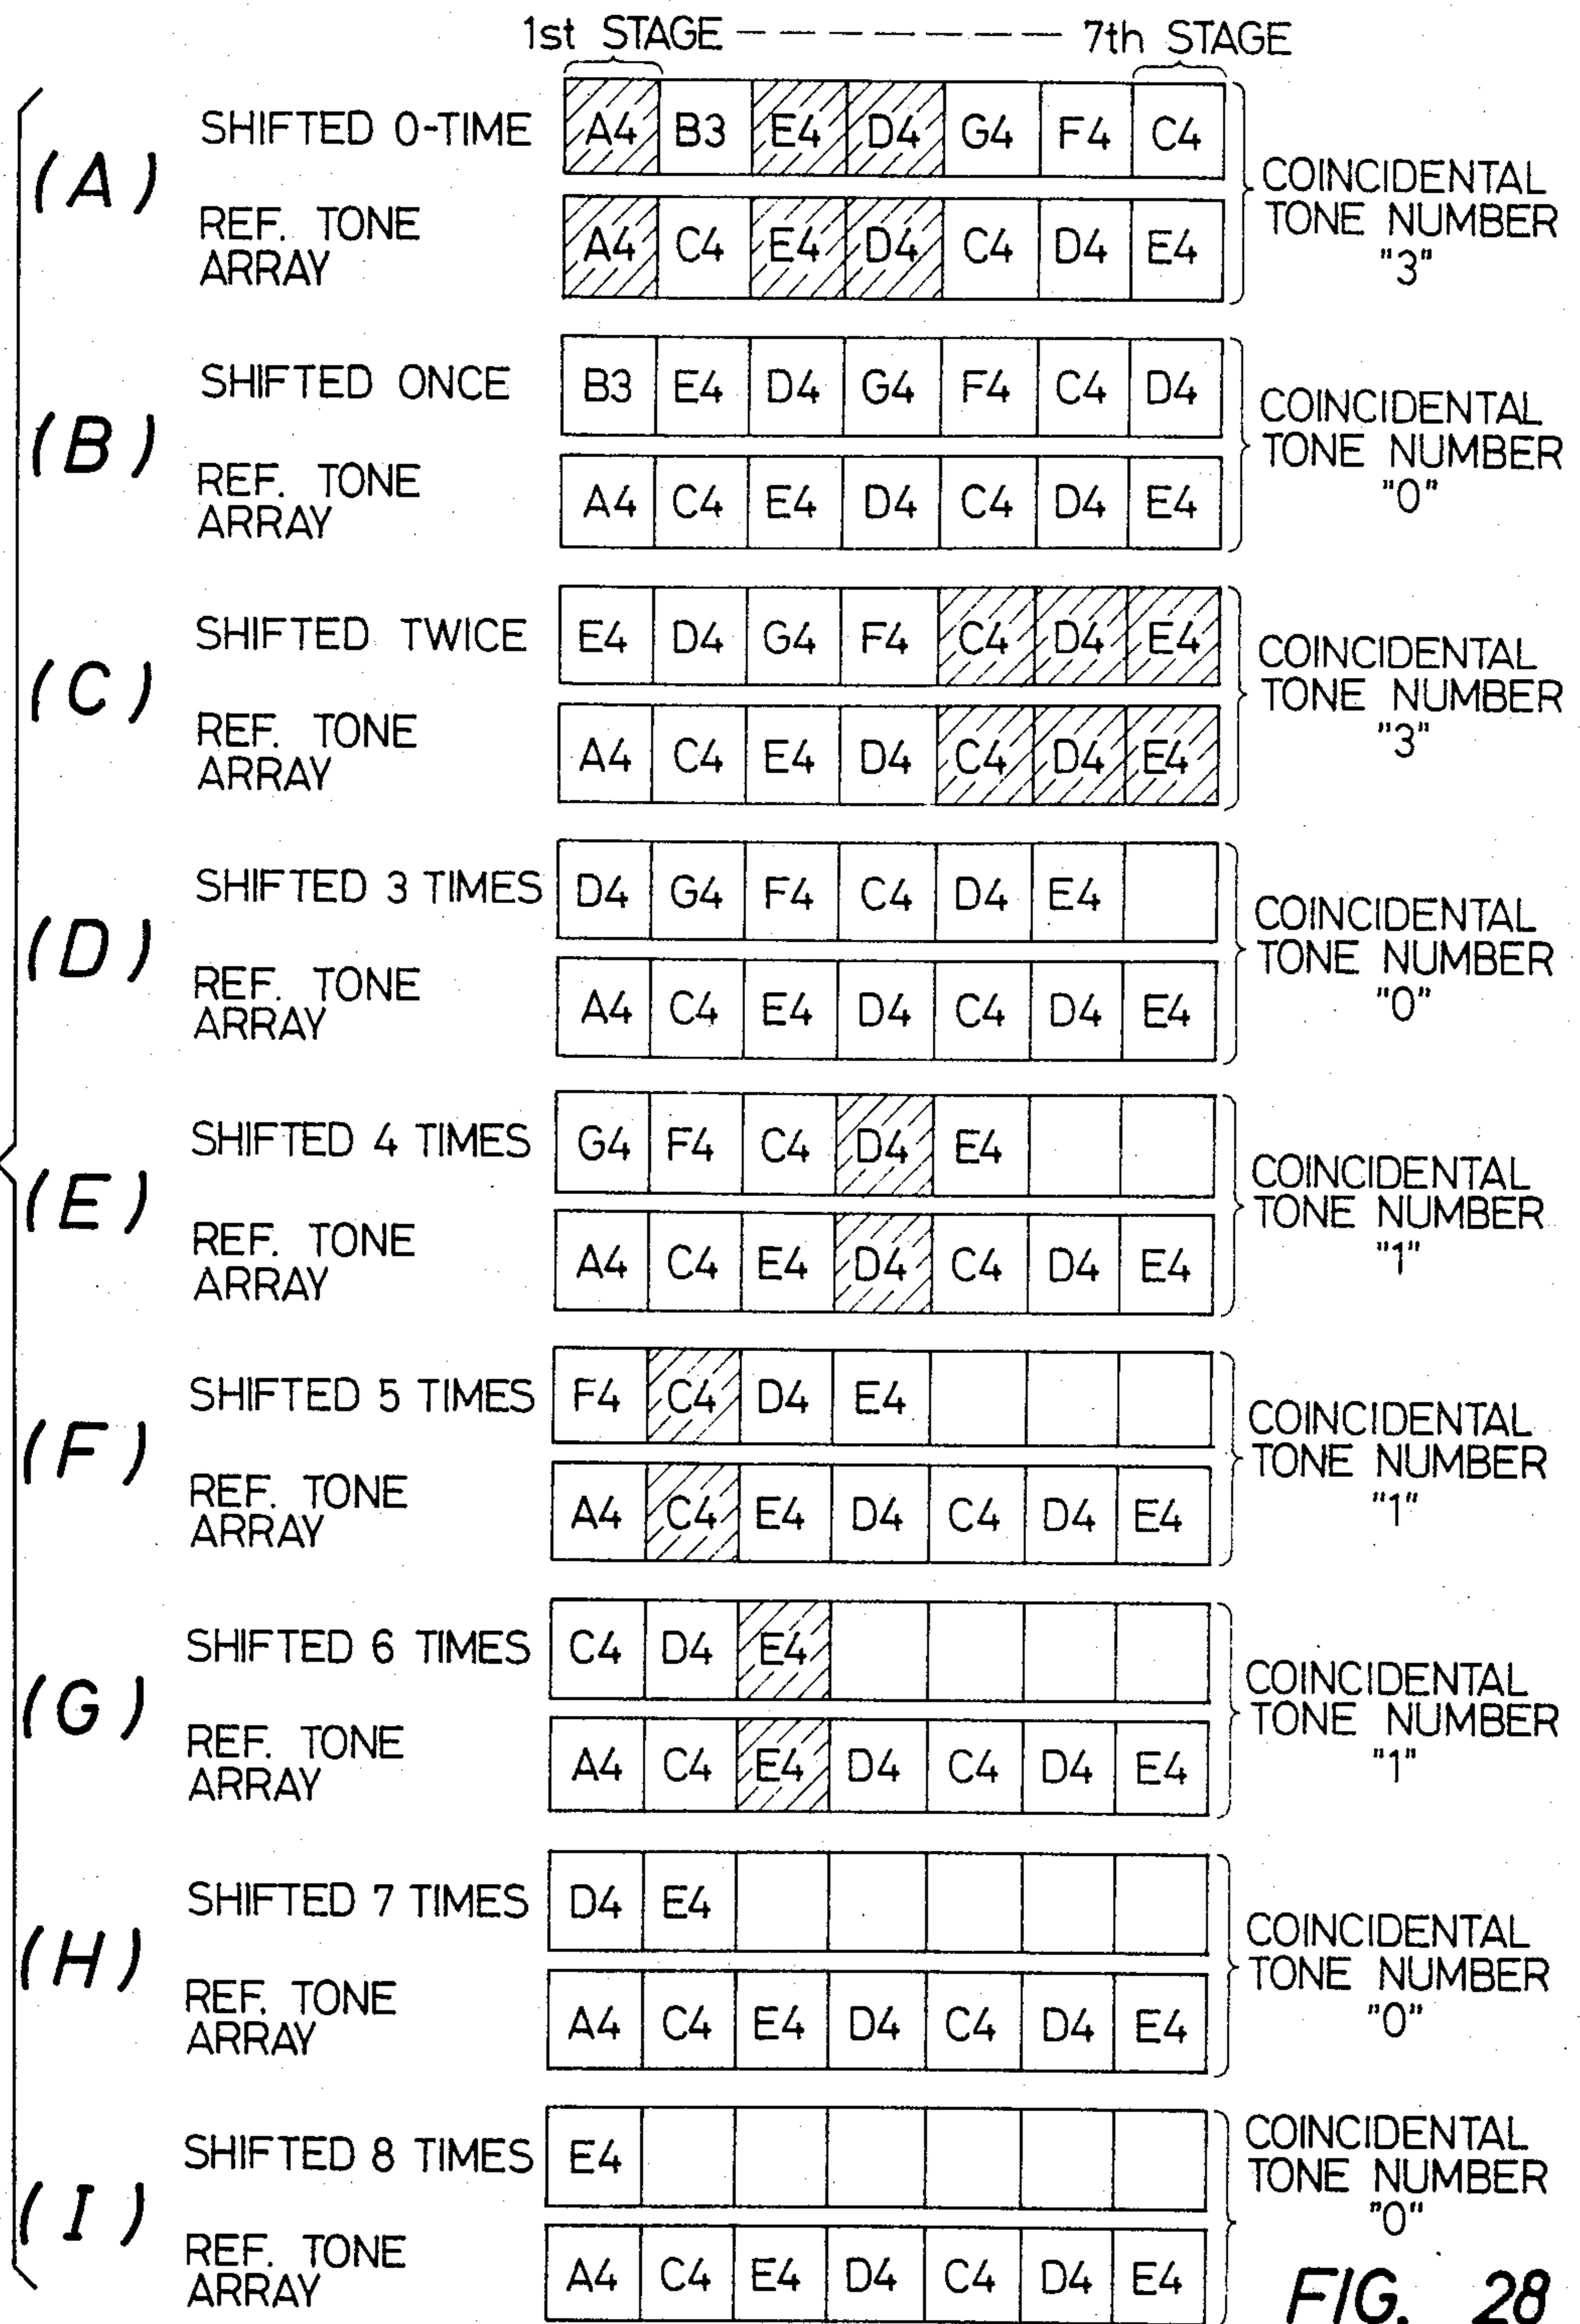 1st STAGE – – – – – – – – 7th STAGE
(A)
SHIFTED 0-TIME A4 B3 E4 D4 G4 F4 C4
REF. TONE
ARRAY
A4 C4 E4 D4 C4 D4 E4
COINCIDENTAL
TONE NUMBER
"3"
(B)
SHIFTED ONCE B3 E4 D4 G4 F4 C4 D4
REF. TONE
ARRAY
A4 C4 E4 D4 C4 D4 E4
COINCIDENTAL
TONE NUMBER
"0"
(C)
SHIFTED TWICE E4 D4 G4 F4 C4 D4 E4
REF. TONE
ARRAY
A4 C4 E4 D4 C4 D4 E4
COINCIDENTAL
TONE NUMBER
"3"
(D)
SHIFTED 3 TIMES D4 G4 F4 C4 D4 E4
REF. TONE
ARRAY
A4 C4 E4 D4 C4 D4 E4
COINCIDENTAL
TONE NUMBER
"0"
(E)
SHIFTED 4 TIMES G4 F4 C4 D4 E4
REF. TONE
ARRAY
A4 C4 E4 D4 C4 D4 E4
COINCIDENTAL
TONE NUMBER
"1"
(F)
SHIFTED 5 TIMES F4 C4 D4 E4
REF. TONE
ARRAY
A4 C4 E4 D4 C4 D4 E4
COINCIDENTAL
TONE NUMBER
"1"
(G)
SHIFTED 6 TIMES C4 D4 E4
REF. TONE
ARRAY
A4 C4 E4 D4 C4 D4 E4
COINCIDENTAL
TONE NUMBER
"1"
(H)
SHIFTED 7 TIMES D4 E4
REF. TONE
ARRAY
A4 C4 E4 D4 C4 D4 E4
COINCIDENTAL
TONE NUMBER
"0"
(I)
SHIFTED 8 TIMES E4
REF. TONE
ARRAY
A4 C4 E4 D4 C4 D4 E4
COINCIDENTAL
TONE NUMBER
"0"
FIG. 28